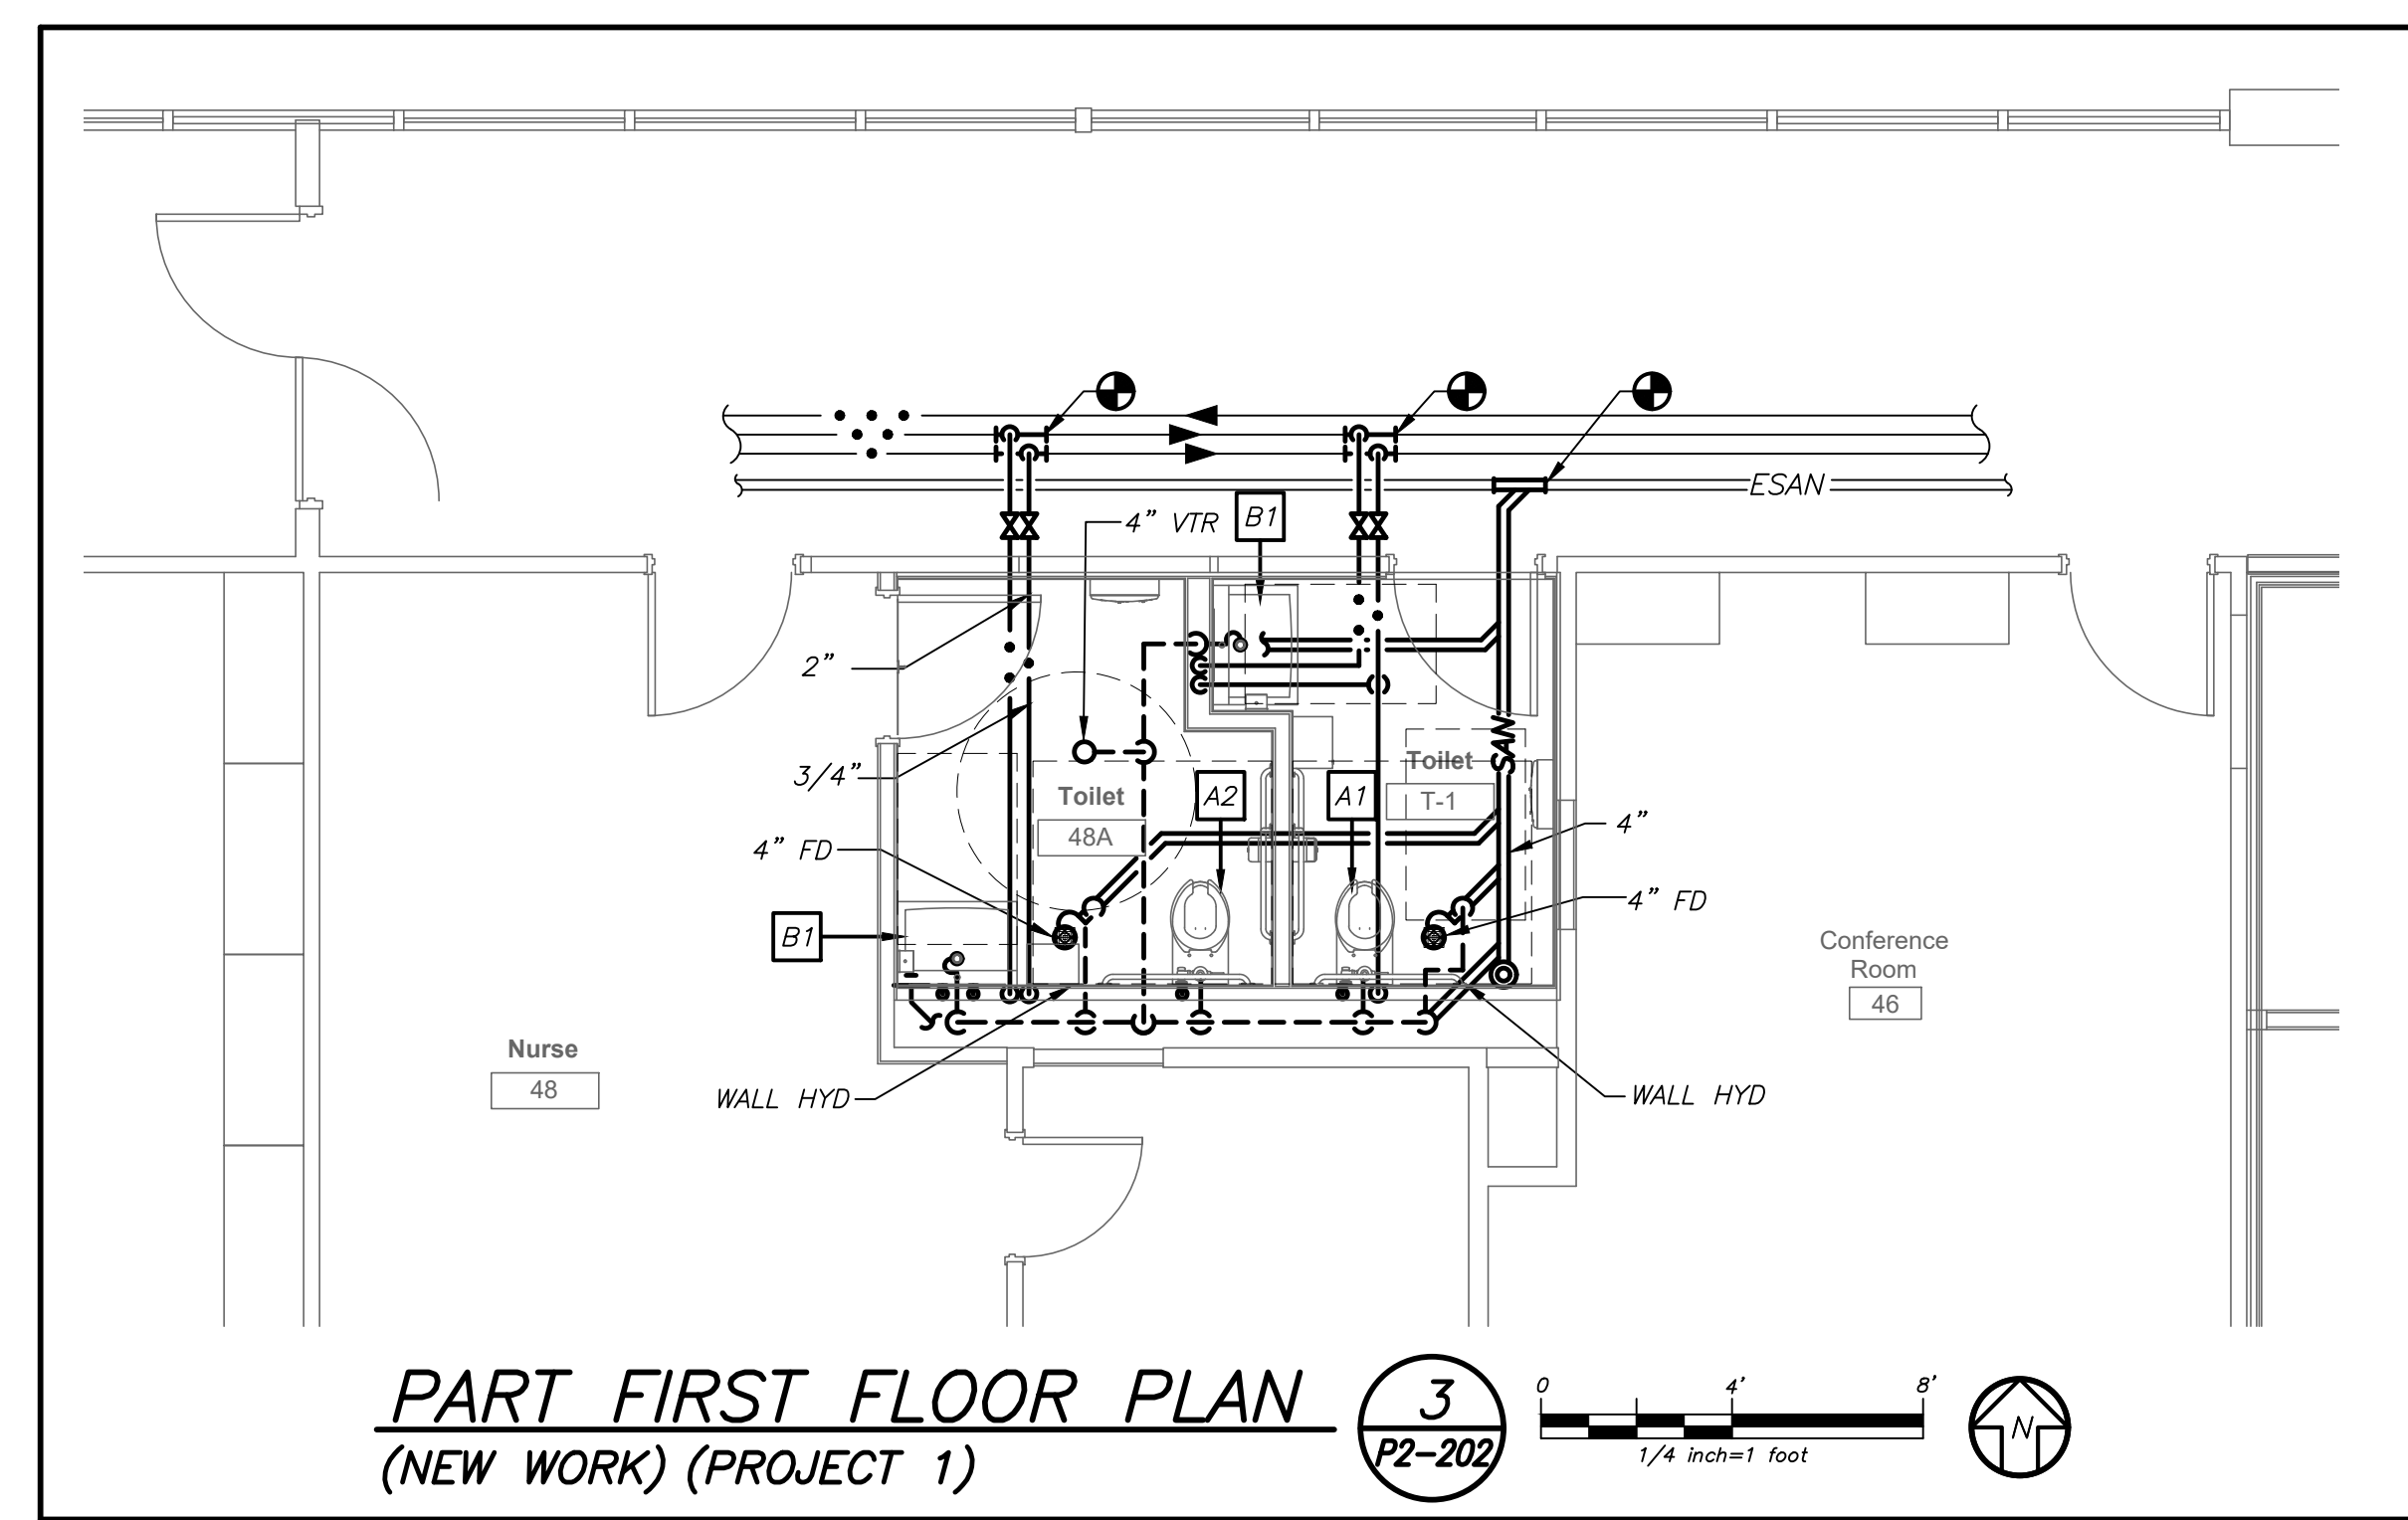 ESAN
4" VTR
B1
2"
3/4"
Toilet
48A
A2
A1
Toilet
T-1
SAN
4"
4" FD
4" FD
B1
Conference
Room
46
Nurse
48
WALL HYD
WALL HYD
PART FIRST FLOOR PLAN
(NEW WORK) (PROJECT 1)
3
P2-202
0 4' 8'
1/4 inch=1 foot
N